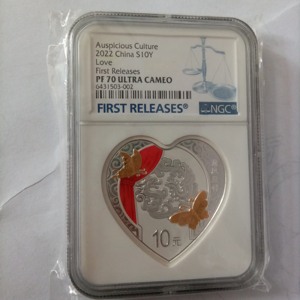 Auspicious Culture
2022 China S10Y
Love
First Releases
PF 70 ULTRA CAMEO
6431503-002
FIRST RELEASES
NGC
10元